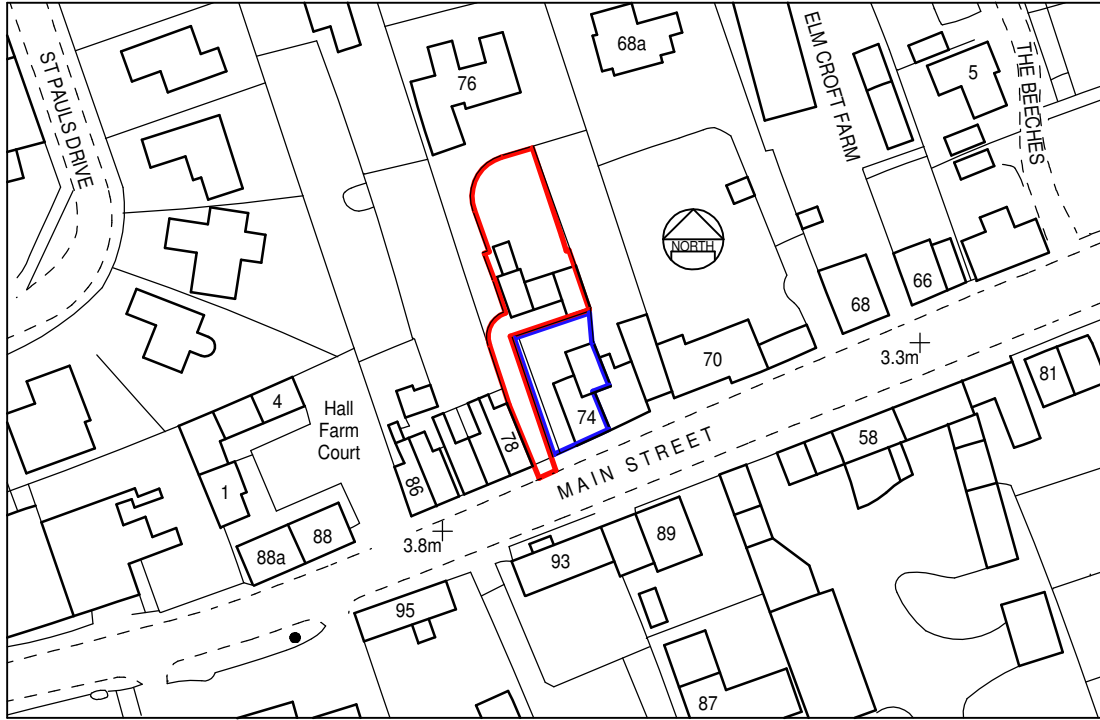 ST PAULS DRIVE
76
68a
ELM CROFT FARM
5
THE BEECHES
NORTH
66
68
3.3m
70
81
4
Hall
Farm
Court
74
78
86
MAIN STREET
58
1
88
88a
3.8m
93
89
95
87